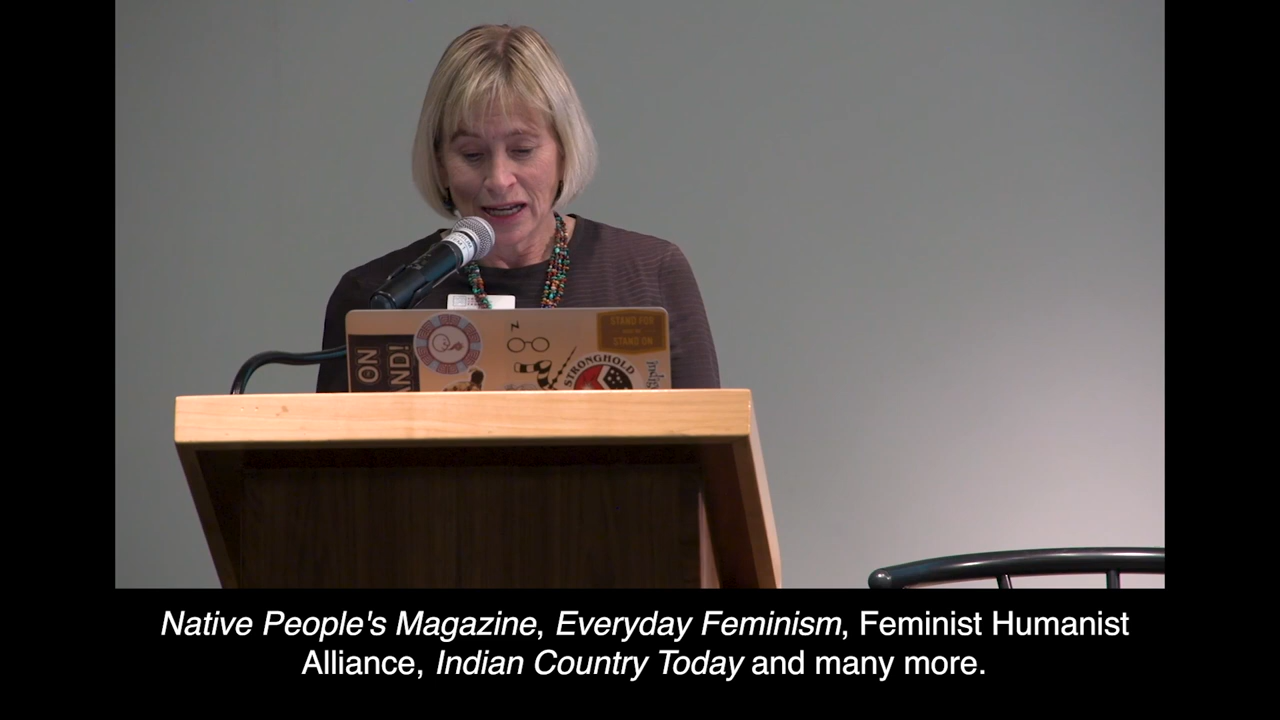 STAND FOR
STAND ON
ON
AND!
STRONGHOLD
Native People's Magazine, Everyday Feminism, Feminist Humanist
Alliance, Indian Country Today and many more.